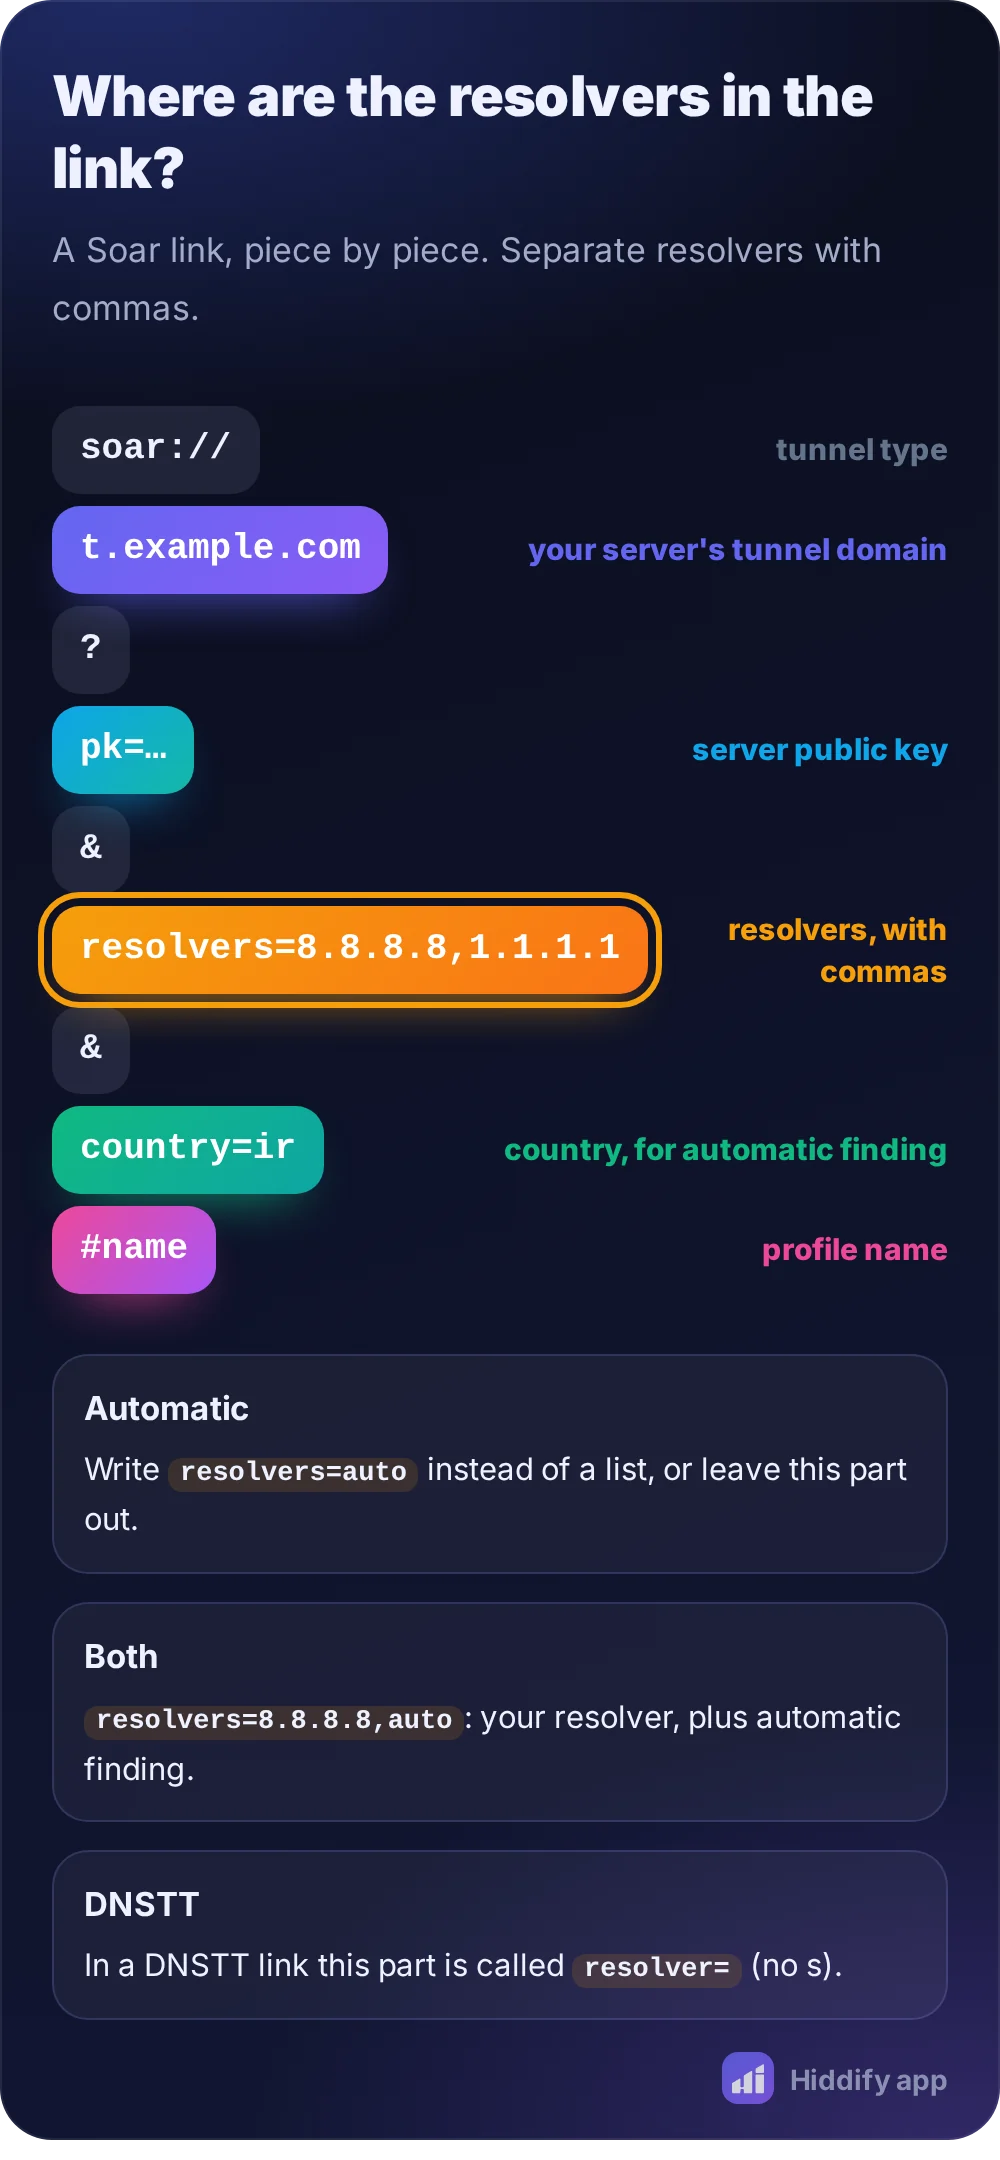 Where are the resolvers in the
link?
A Soar link, piece by piece. Separate resolvers with
commas.
soar://
tunnel type
t.example.com
your server's tunnel domain
?
pk=…
server public key
&
resolvers=8.8.8.8,1.1.1.1
resolvers, with
commas
&
country=ir
country, for automatic finding
#name
profile name
Automatic
Write resolvers=auto instead of a list, or leave this part
out.
Both
resolvers=8.8.8.8,auto: your resolver, plus automatic
finding.
DNSTT
In a DNSTT link this part is called resolver= (no s).
Hiddify app